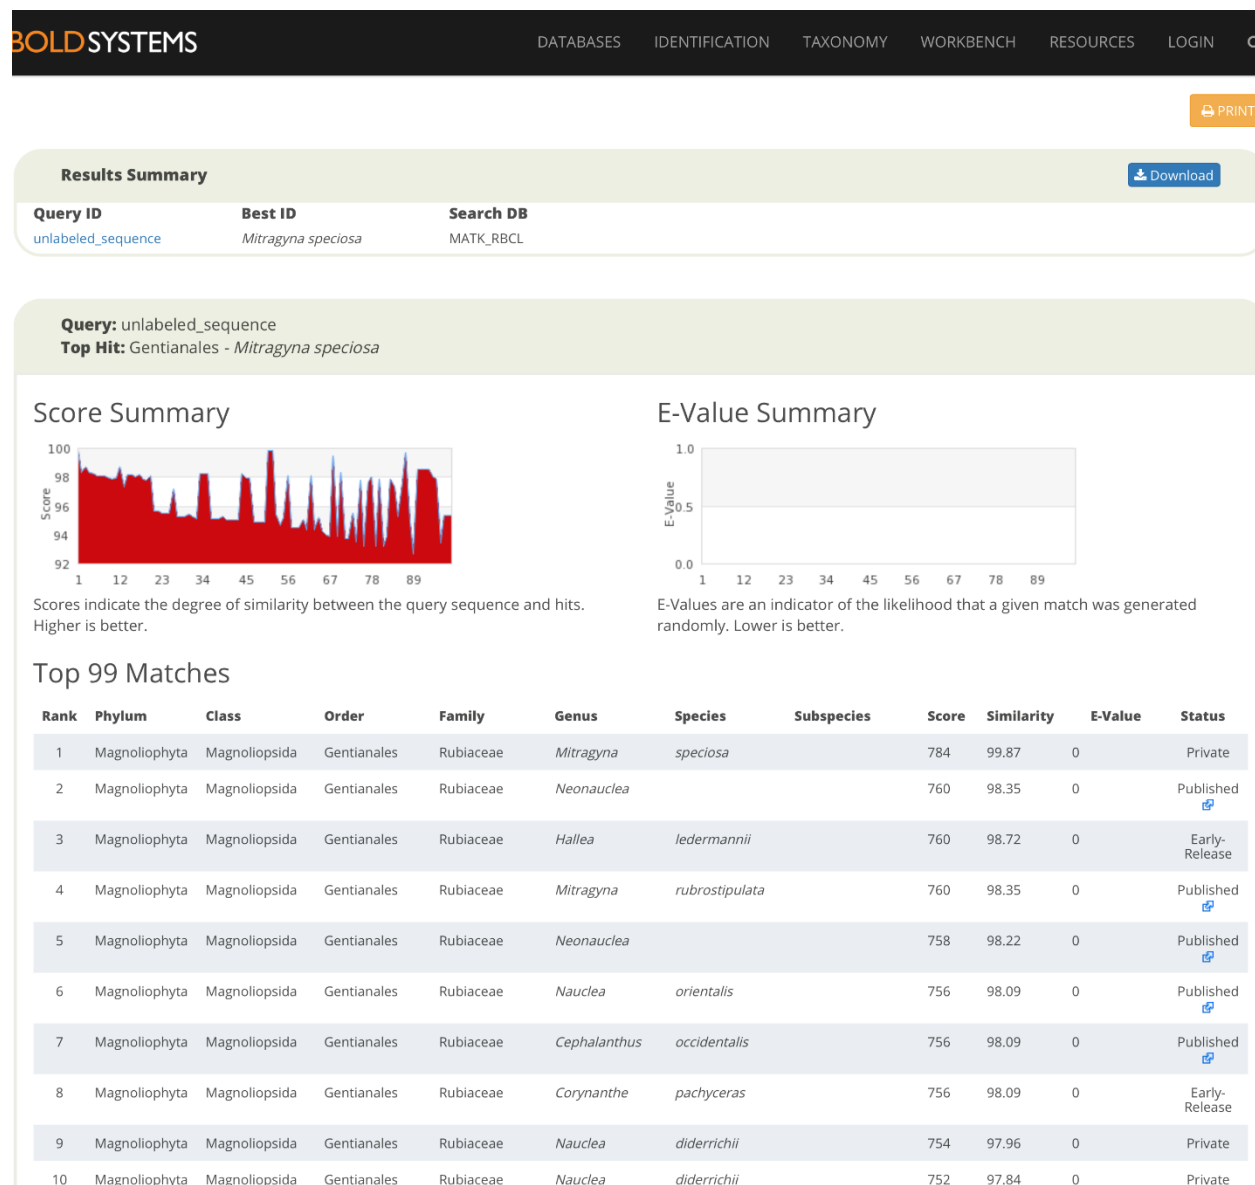 BOLDSYSTEMS DATABASES IDENTIFICATION TAXONOMY WORKBENCH RESOURCES LOGIN
PRINT
Results Summary Download
Query ID Best ID Search DB
unlabeled_sequence Mitragyna speciosa MATK_RBCL
Query: unlabeled_sequence
Top Hit: Gentianales - Mitragyna speciosa
Score Summary
100
98
96
94
92
Score
1 12 23 34 45 56 67 78 89
Scores indicate the degree of similarity between the query sequence and hits.
Higher is better.
E-Value Summary
1.0
0.5
0.0
E-Value
1 12 23 34 45 56 67 78 89
E-Values are an indicator of the likelihood that a given match was generated
randomly. Lower is better.
Top 99 Matches
Rank Phylum Class Order Family Genus Species Subspecies Score Similarity E-Value Status
1 Magnoliophyta Magnoliopsida Gentianales Rubiaceae Mitragyna speciosa 784 99.87 0 Private
2 Magnoliophyta Magnoliopsida Gentianales Rubiaceae Neonauclea 760 98.35 0 Published
3 Magnoliophyta Magnoliopsida Gentianales Rubiaceae Hallea ledermannii 760 98.72 0 Early-
Release
4 Magnoliophyta Magnoliopsida Gentianales Rubiaceae Mitragyna rubrostipulata 760 98.35 0 Published
5 Magnoliophyta Magnoliopsida Gentianales Rubiaceae Neonauclea 758 98.22 0 Published
6 Magnoliophyta Magnoliopsida Gentianales Rubiaceae Nauclea orientalis 756 98.09 0 Published
7 Magnoliophyta Magnoliopsida Gentianales Rubiaceae Cephalanthus occidentalis 756 98.09 0 Published
8 Magnoliophyta Magnoliopsida Gentianales Rubiaceae Corynanthe pachyceras 756 98.09 0 Early-
Release
9 Magnoliophyta Magnoliopsida Gentianales Rubiaceae Nauclea diderrichii 754 97.96 0 Private
10 Magnoliophyta Magnoliopsida Gentianales Rubiaceae Nauclea diderrichii 752 97.84 0 Private